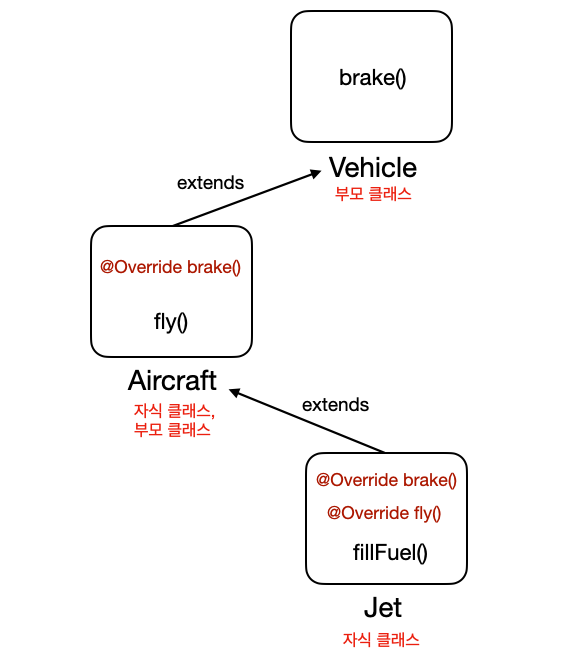 brake()
Vehicle
부모 클래스
extends
@Override brake()
fly()
Aircraft
자식 클래스,
부모 클래스
extends
@Override brake()
@Override fly()
fillFuel()
Jet
자식 클래스